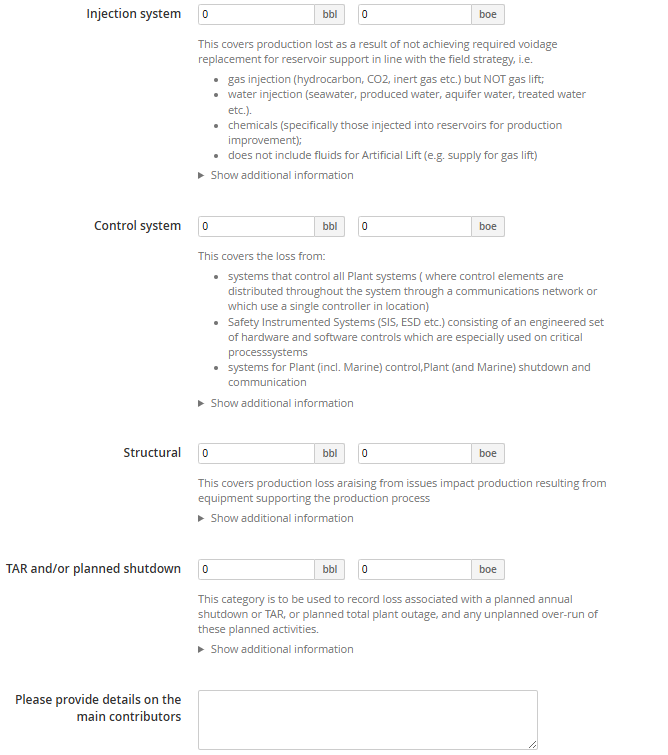 Injection system 0 bbl 0 boe
This covers production lost as a result of not achieving required voidage
replacement for reservoir support in line with the field strategy, i.e.
• gas injection (hydrocarbon, CO2, inert gas etc.) but NOT gas lift;
• water injection (seawater, produced water, aquifer water, treated water
etc.).
• chemicals (specifically those injected into reservoirs for production
improvement);
• does not include fluids for Artificial Lift (e.g. supply for gas lift)
▶ Show additional information
Control system 0 bbl 0 boe
This covers the loss from:
• systems that control all Plant systems ( where control elements are
distributed throughout the system through a communications network or
which use a single controller in location)
• Safety Instrumented Systems (SIS, ESD etc.) consisting of an engineered set
of hardware and software controls which are especially used on critical
processsystems
• systems for Plant (incl. Marine) control,Plant (and Marine) shutdown and
communication
▶ Show additional information
Structural 0 bbl 0 boe
This covers production loss araising from issues impact production resulting from
equipment supporting the production process
▶ Show additional information
TAR and/or planned shutdown 0 bbl 0 boe
This category is to be used to record loss associated with a planned annual
shutdown or TAR, or planned total plant outage, and any unplanned over-run of
these planned activities.
▶ Show additional information
Please provide details on the
main contributors